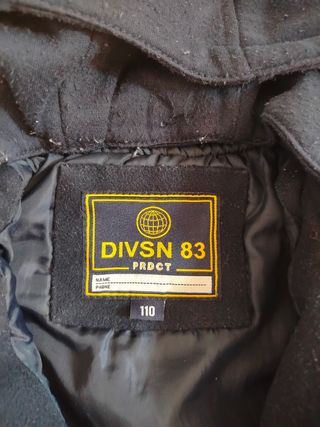 DIVSN 83
PRDCT
NAME
PHONE
110